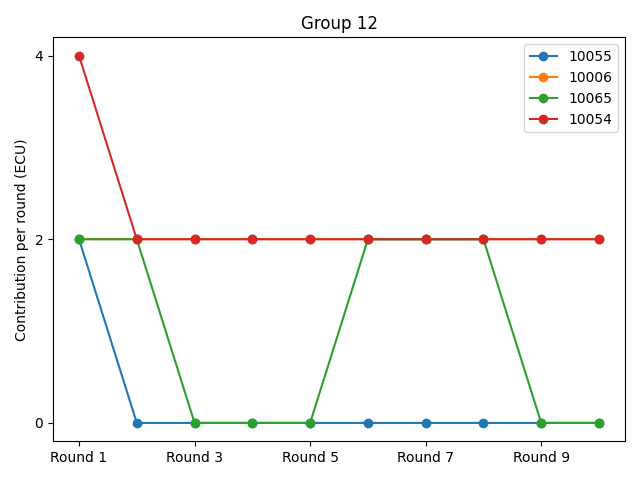 Group 12
Contribution per round (ECU)
4
2
0
Round 1
Round 3
Round 5
Round 7
Round 9
10055
10006
10065
10054